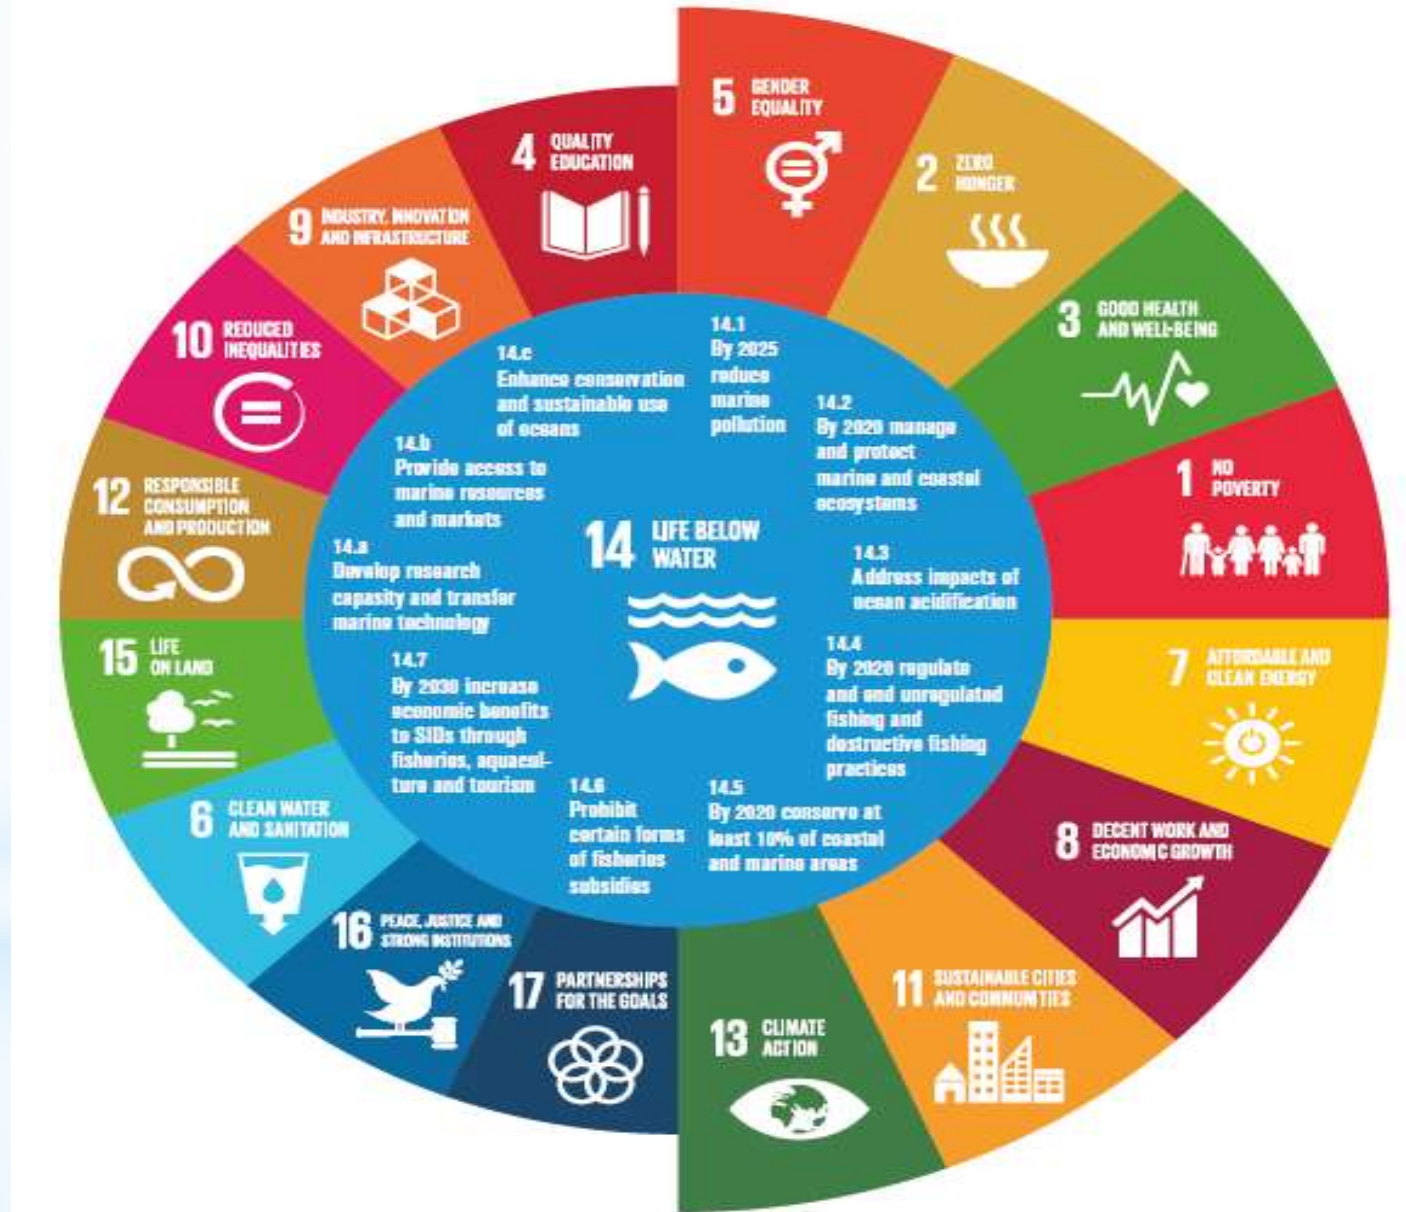 5 GENDER
EQUALITY
2 ZERO
HUNGER
3 GOOD HEALTH
AND WELL-BEING
1 NO
POVERTY
7 AFFORDABLE AND
CLEAN ENERGY
8 DECENT WORK AND
ECONOMIC GROWTH
11 SUSTAINABLE CITIES
AND COMMUNITIES
13 CLIMATE
ACTION
17 PARTNERSHIPS
FOR THE GOALS
16 PEACE, JUSTICE AND
STRONG INSTITUTIONS
6 CLEAN WATER
AND SANITATION
15 LIFE
ON LAND
12 RESPONSIBLE
CONSUMPTION
AND PRODUCTION
10 REDUCED
INEQUALITIES
9 INDUSTRY, INNOVATION
AND INFRASTRUCTURE
4 QUALITY
EDUCATION
14 LIFE BELOW
WATER
14.1
By 2025
reduce
marine
pollution
14.2
By 2020 manage
and protect
marine and coastal
ecosystems
14.3
Address impacts of
ocean acidification
14.4
By 2020 regulate
and end unregulated
fishing and
destructive fishing
practices
14.5
By 2020 conserve at
least 10% of coastal
and marine areas
14.6
Prohibit
certain forms
of fisheries
subsidies
14.7
By 2030 increase
economic benefits
to SIDs through
fisheries, aquacul-
ture and tourism
14.a
Develop research
capasity and transfer
marine technology
14.b
Provide access to
marine resources
and markets
14.c
Enhance conservation
and sustainable use
of oceans